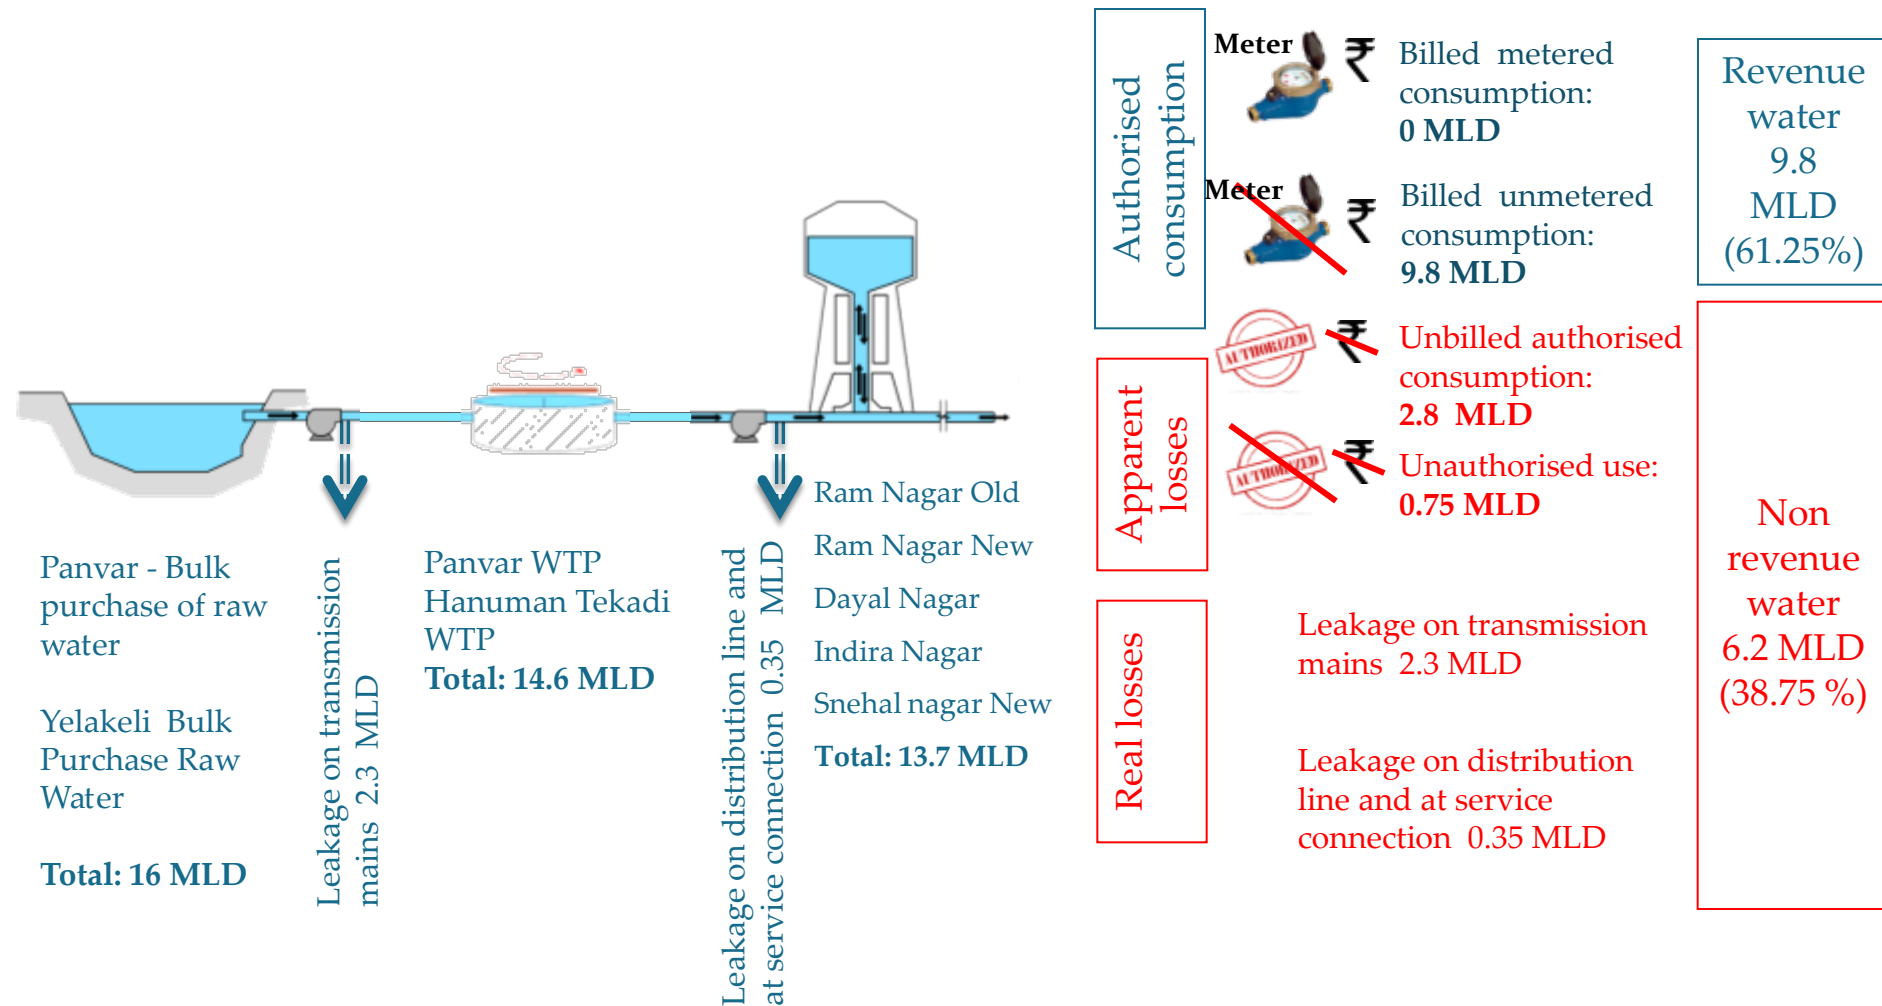 Panvar - Bulk
purchase of raw
water
Yelakeli Bulk
Purchase Raw
Water
Total: 16 MLD
Leakage on transmission
mains 2.3 MLD
Panvar WTP
Hanuman Tekadi
WTP
Total: 14.6 MLD
Leakage on distribution line and
at service connection 0.35 MLD
Ram Nagar Old
Ram Nagar New
Dayal Nagar
Indira Nagar
Snehal nagar New
Total: 13.7 MLD
Authorised
consumption
Meter
₹
Billed metered
consumption:
0 MLD
Meter
₹
Billed unmetered
consumption:
9.8 MLD
Apparent
losses
AUTHORIZED
₹
Unbilled authorised
consumption:
2.8 MLD
AUTHORIZED
₹
Unauthorised use:
0.75 MLD
Real losses
Leakage on transmission
mains 2.3 MLD
Leakage on distribution
line and at service
connection 0.35 MLD
Revenue
water
9.8
MLD
(61.25%)
Non
revenue
water
6.2 MLD
(38.75 %)